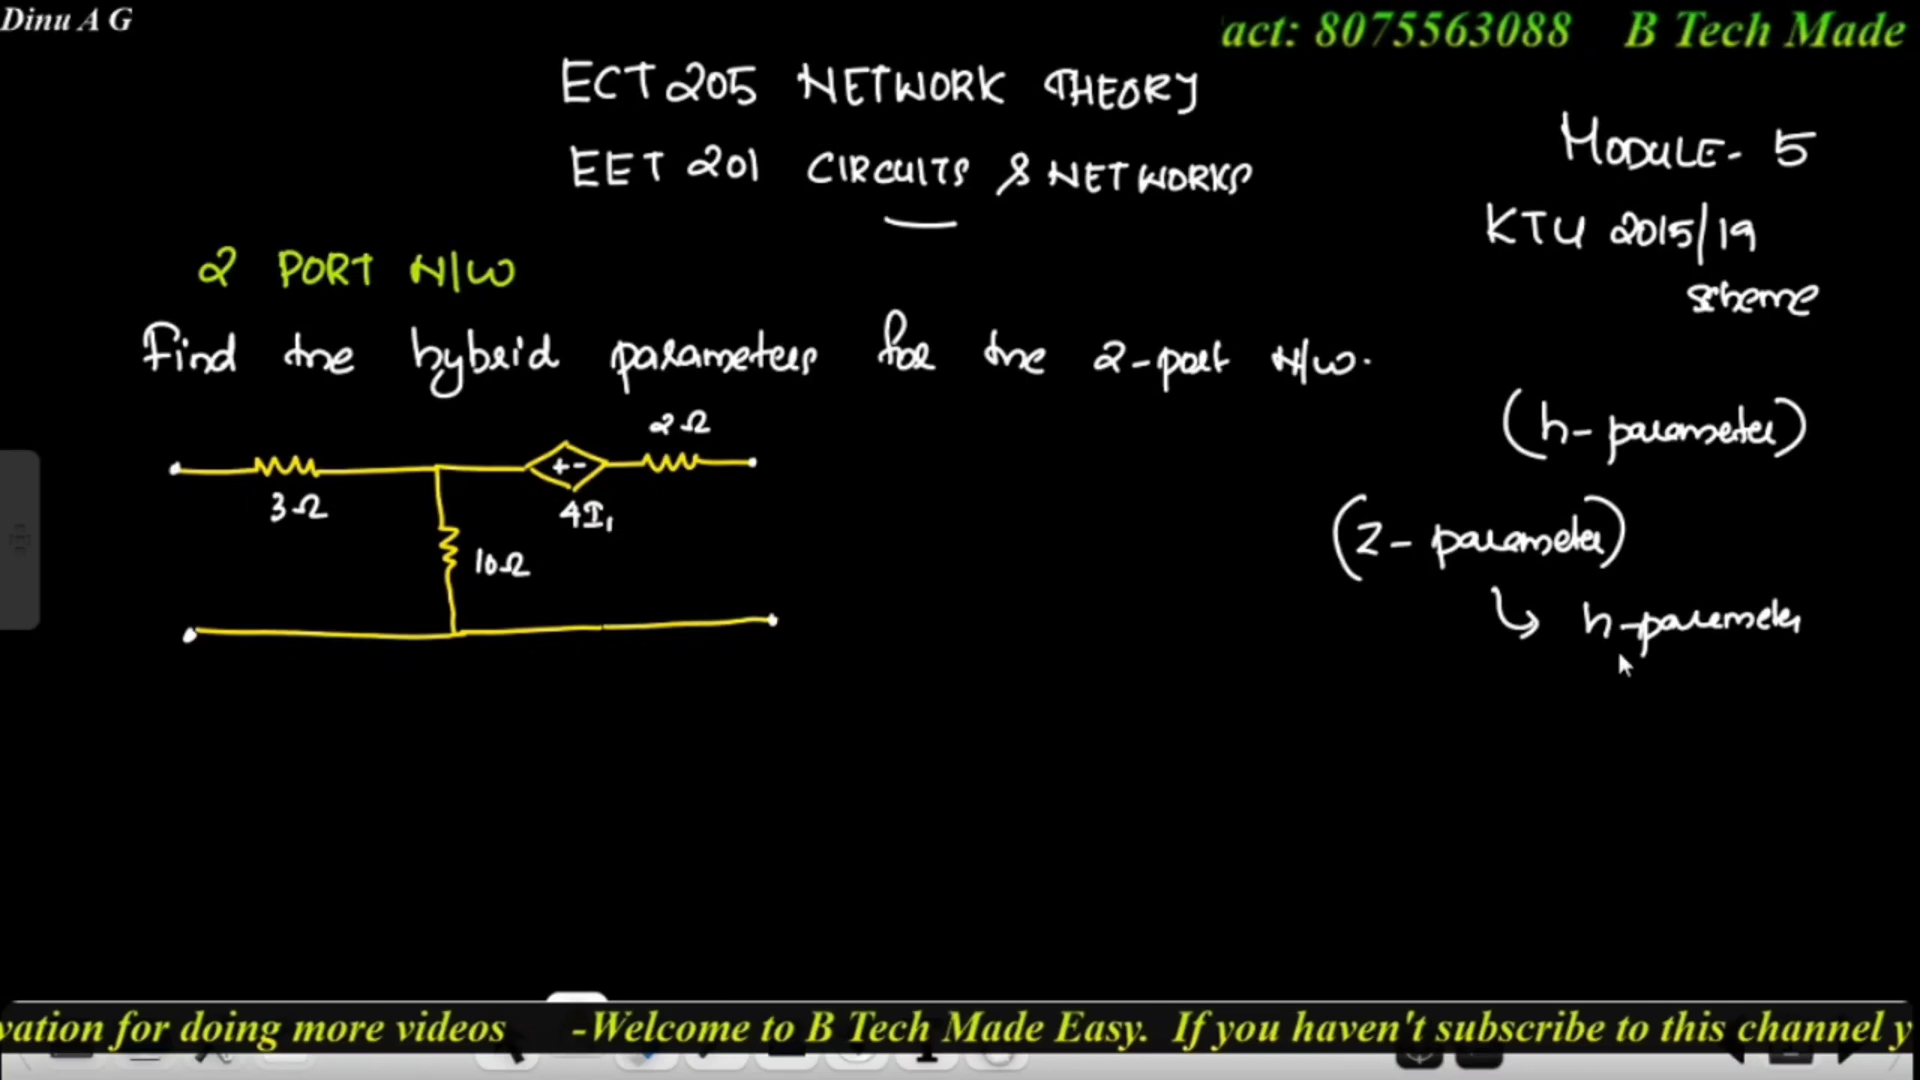 Dinu A G
act: 8075563088 B Tech Made
ECT 205 NETWORK THEORY
EET 201 CIRCUITS & NETWORKS
MODULE- 5
KTU 2015/19
scheme
2 PORT N/W
Find the hybrid parameters for the 2-port N/W.
(h- parameter)
2Ω
+ -
3Ω
4I₁
10Ω
(Z- parameter)
↳ h-parameter
vation for doing more videos -Welcome to B Tech Made Easy. If you haven't subscribe to this channel y